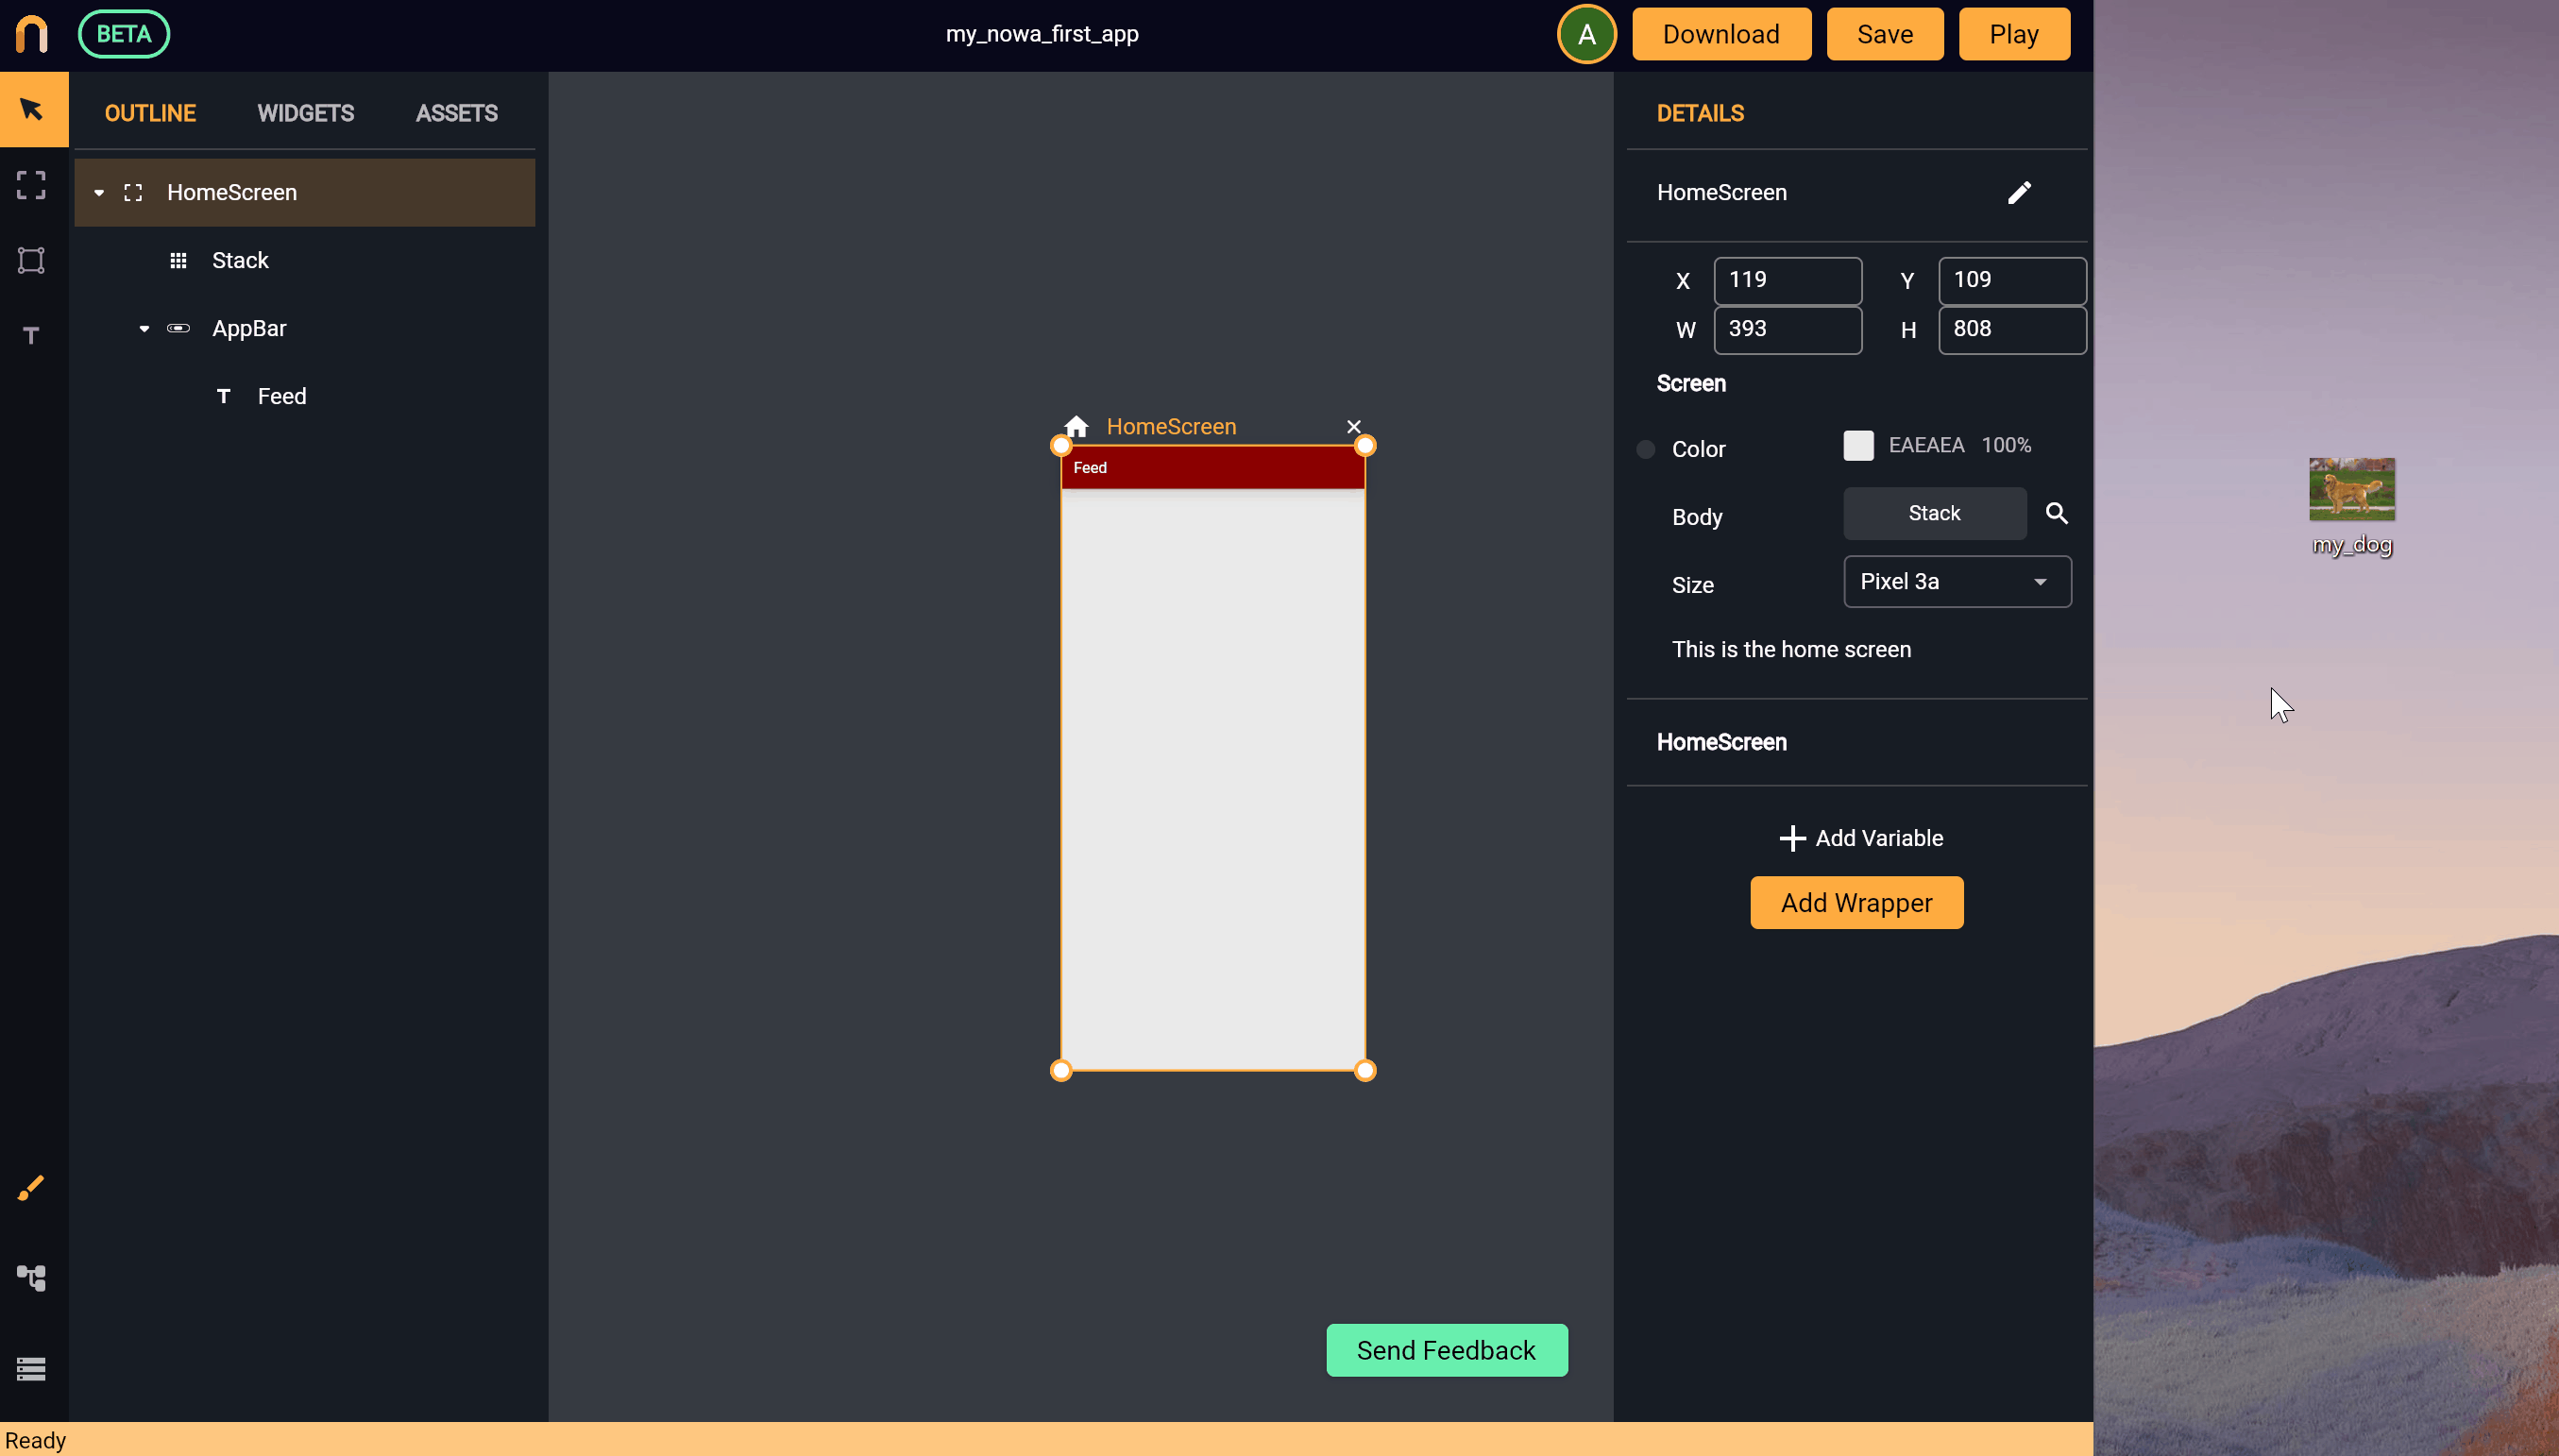 BETA
my_nowa_first_app
A
Download
Save
Play
OUTLINE
WIDGETS
ASSETS
HomeScreen
Stack
AppBar
T Feed
T
HomeScreen
Feed
DETAILS
HomeScreen
X 119 Y 109
W 393 H 808
Screen
Color EAEAEA 100%
Body Stack
Size Pixel 3a
This is the home screen
HomeScreen
Add Variable
Add Wrapper
Send Feedback
Ready
my_dog